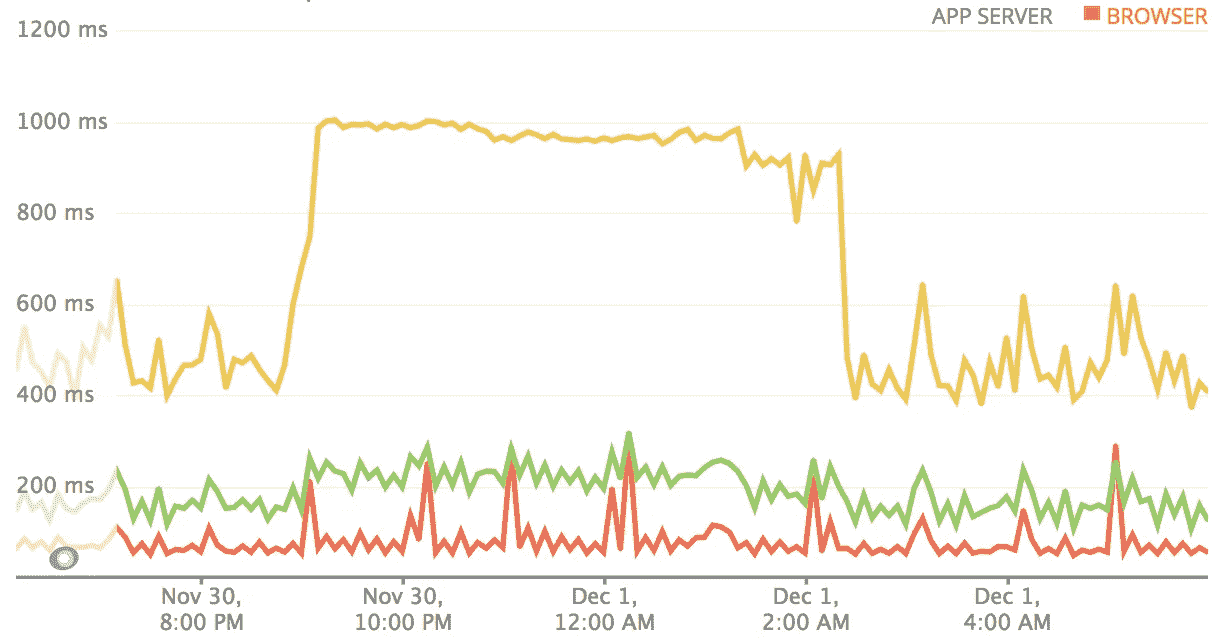 APP SERVER BROWSER
1200 ms
1000 ms
800 ms
600 ms
400 ms
200 ms
Nov 30, Nov 30, Dec 1, Dec 1, Dec 1,
8:00 PM 10:00 PM 12:00 AM 2:00 AM 4:00 AM